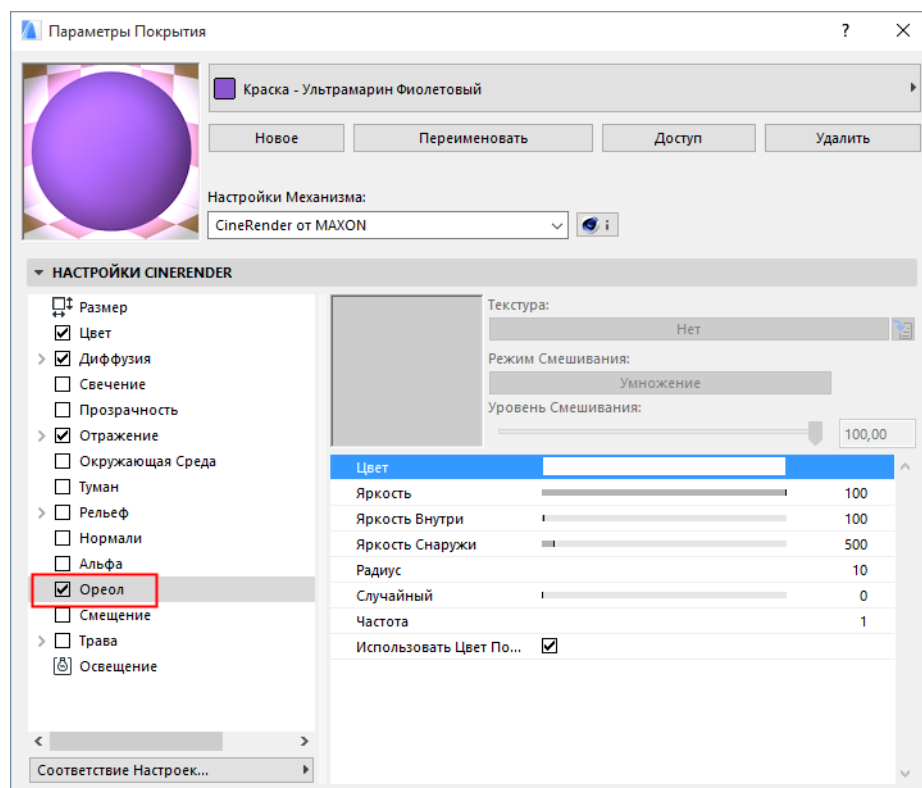 Параметры Покрытия
?
Краска - Ультрамарин Фиолетовый
Новое
Переименовать
Доступ
Удалить
Настройки Механизма:
CineRender от MAXON
i
НАСТРОЙКИ CINERENDER
Размер
Цвет
Диффузия
Свечение
Прозрачность
Отражение
Окружающая Среда
Туман
Рельеф
Нормали
Альфа
Ореол
Смещение
Трава
Освещение
Соответствие Настроек...
Текстура:
Нет
Режим Смешивания:
Умножение
Уровень Смешивания:
100,00
Цвет
Яркость 100
Яркость Внутри 100
Яркость Снаружи 500
Радиус 10
Случайный 0
Частота 1
Использовать Цвет По...